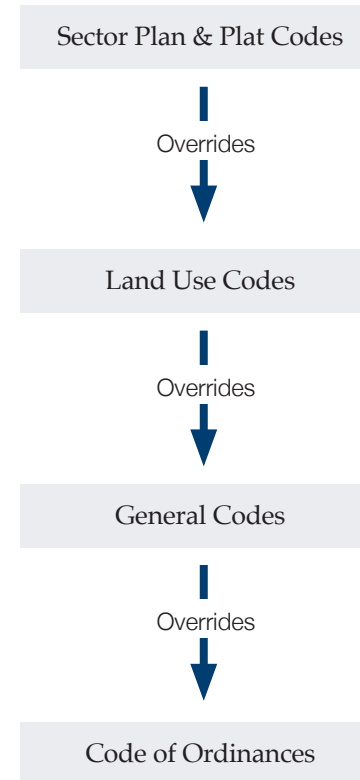 Sector Plan & Plat Codes
Overrides
Land Use Codes
Overrides
General Codes
Overrides
Code of Ordinances